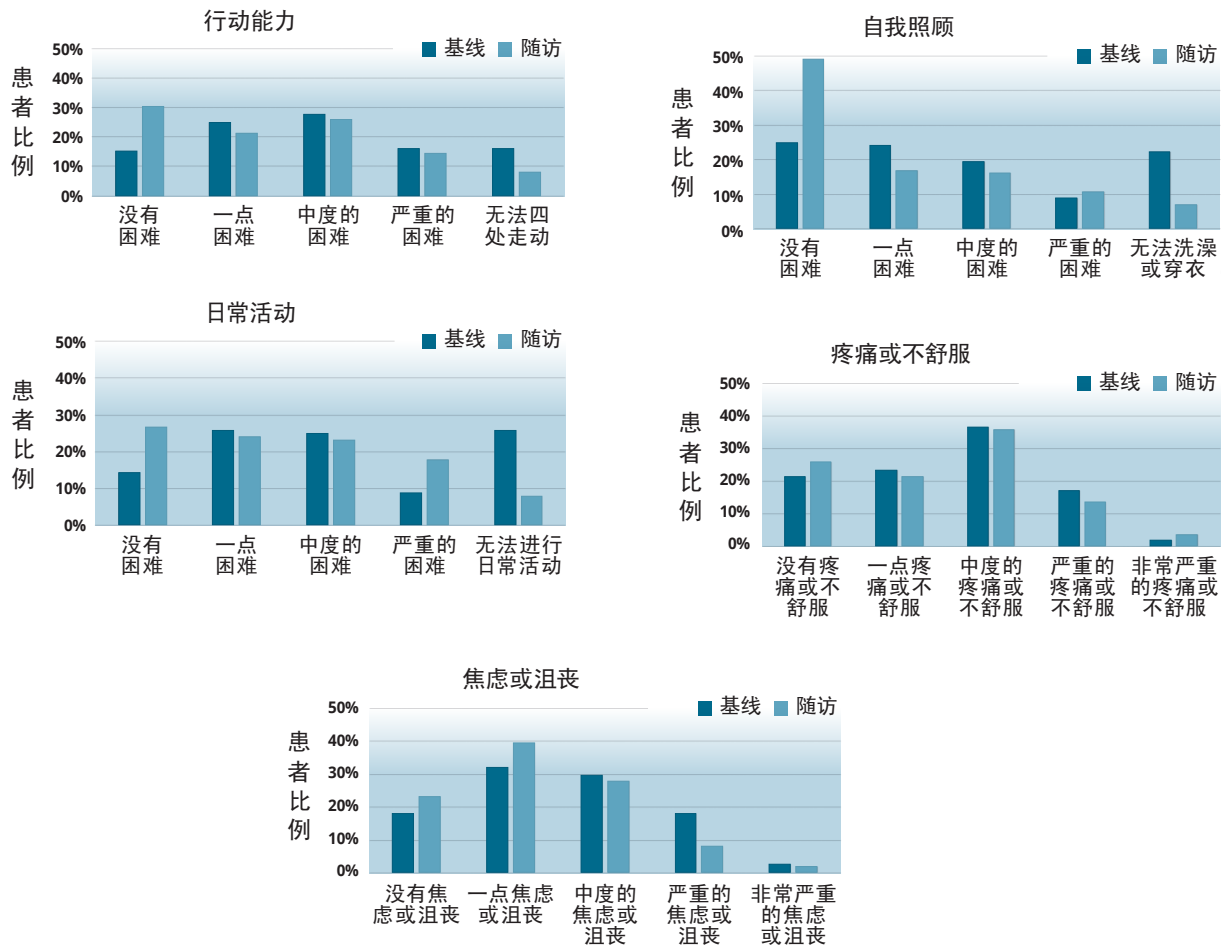 行动能力
基线
随访
患者比例
50%
40%
30%
20%
10%
0%
没有
困难
一点
困难
中度的
困难
严重的
困难
无法四
处走动
自我照顾
基线
随访
患者比例
50%
40%
30%
20%
10%
0%
没有
困难
一点
困难
中度的
困难
严重的
困难
无法洗澡
或穿衣
日常活动
基线
随访
患者比例
50%
40%
30%
20%
10%
0%
没有
困难
一点
困难
中度的
困难
严重的
困难
无法进行
日常活动
疼痛或不舒服
基线
随访
患者比例
50%
40%
30%
20%
10%
0%
没有疼
痛或不
舒服
一点疼
痛或不
舒服
中度的
疼痛或
不舒服
严重的
疼痛或
不舒服
非常严重
的疼痛或
不舒服
焦虑或沮丧
基线
随访
患者比例
50%
40%
30%
20%
10%
0%
没有焦
虑或沮丧
一点焦虑
或沮丧
中度的
焦虑或
沮丧
严重的
焦虑或
沮丧
非常严重
的焦虑
或沮丧